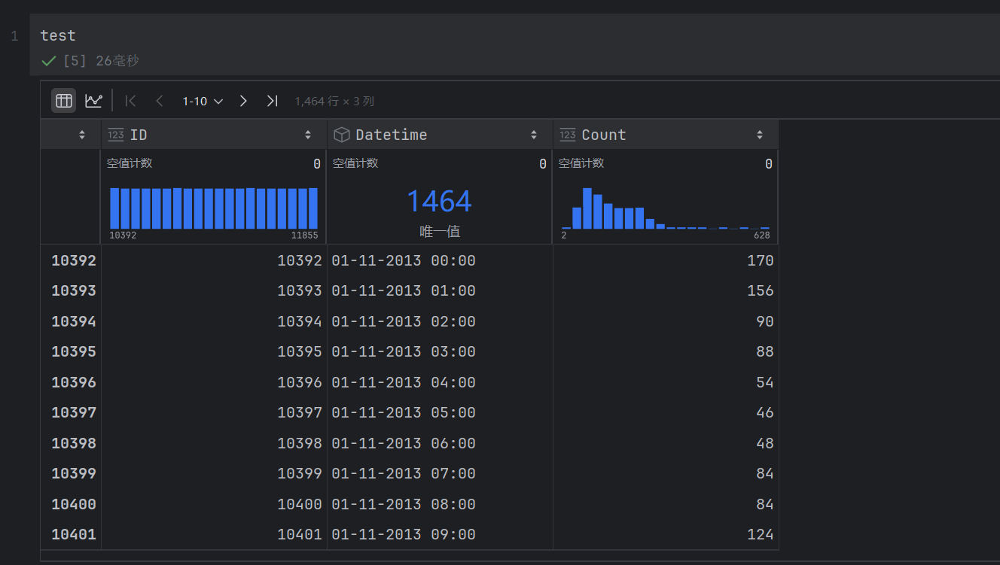 1 test
[5] 26毫秒
1-10 1,464 行 × 3 列
123 ID Datetime 123 Count
空值计数 0 空值计数 0 空值计数 0
1464
唯一值
10392 11855 2 628
10392 10392 01-11-2013 00:00 170
10393 10393 01-11-2013 01:00 156
10394 10394 01-11-2013 02:00 90
10395 10395 01-11-2013 03:00 88
10396 10396 01-11-2013 04:00 54
10397 10397 01-11-2013 05:00 46
10398 10398 01-11-2013 06:00 48
10399 10399 01-11-2013 07:00 84
10400 10400 01-11-2013 08:00 84
10401 10401 01-11-2013 09:00 124